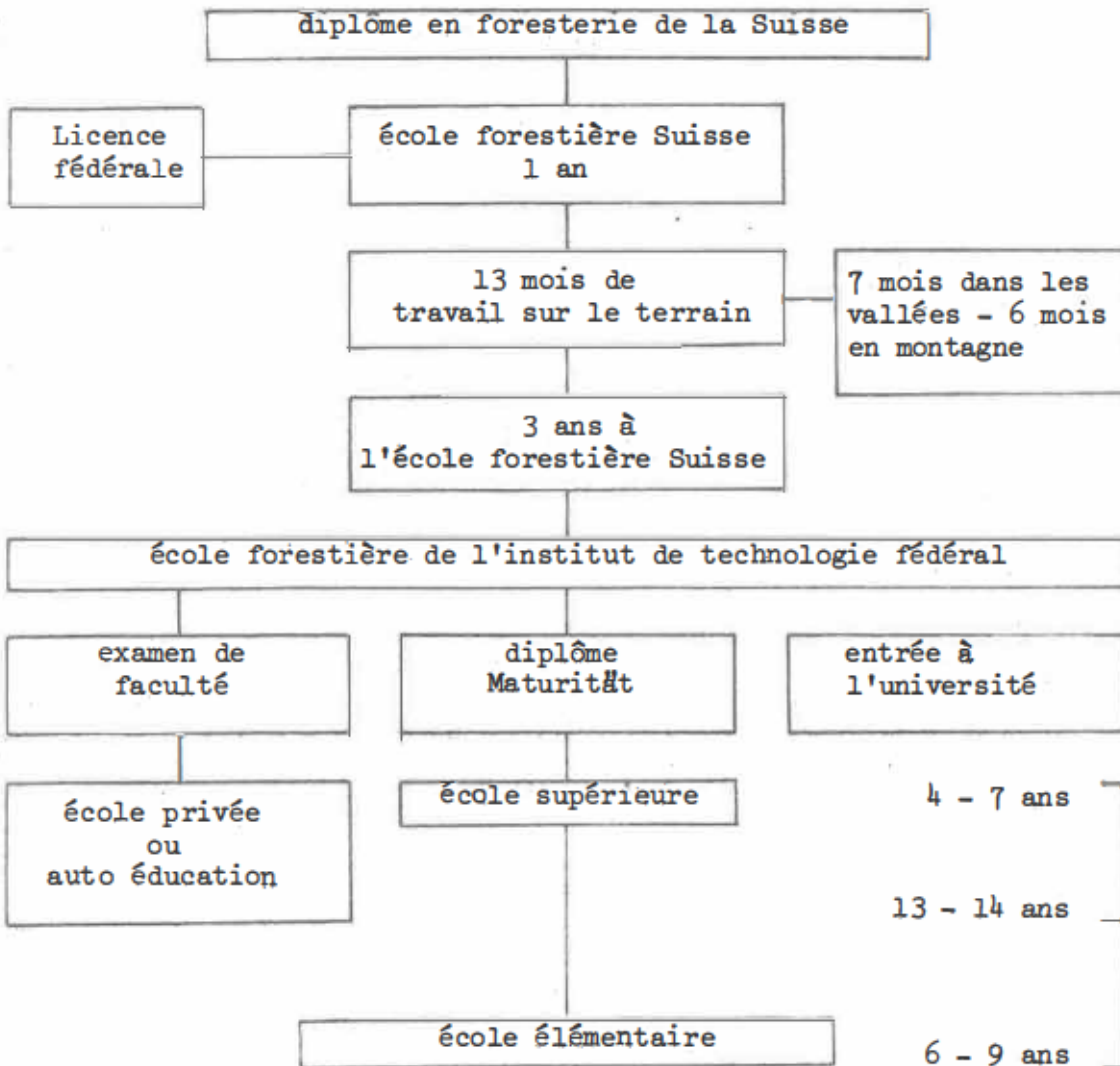 diplôme en foresterie de la Suisse
Licence
fédérale
école forestière Suisse
1 an
13 mois de
travail sur le terrain
7 mois dans les
vallées - 6 mois
en montagne
3 ans à
l'école forestière Suisse
école forestière de l'institut de technologie fédéral
examen de
faculté
diplôme
Maturität
entrée à
l'université
école privée
ou
auto éducation
école supérieure
4 - 7 ans
13 - 14 ans
école élémentaire
6 - 9 ans